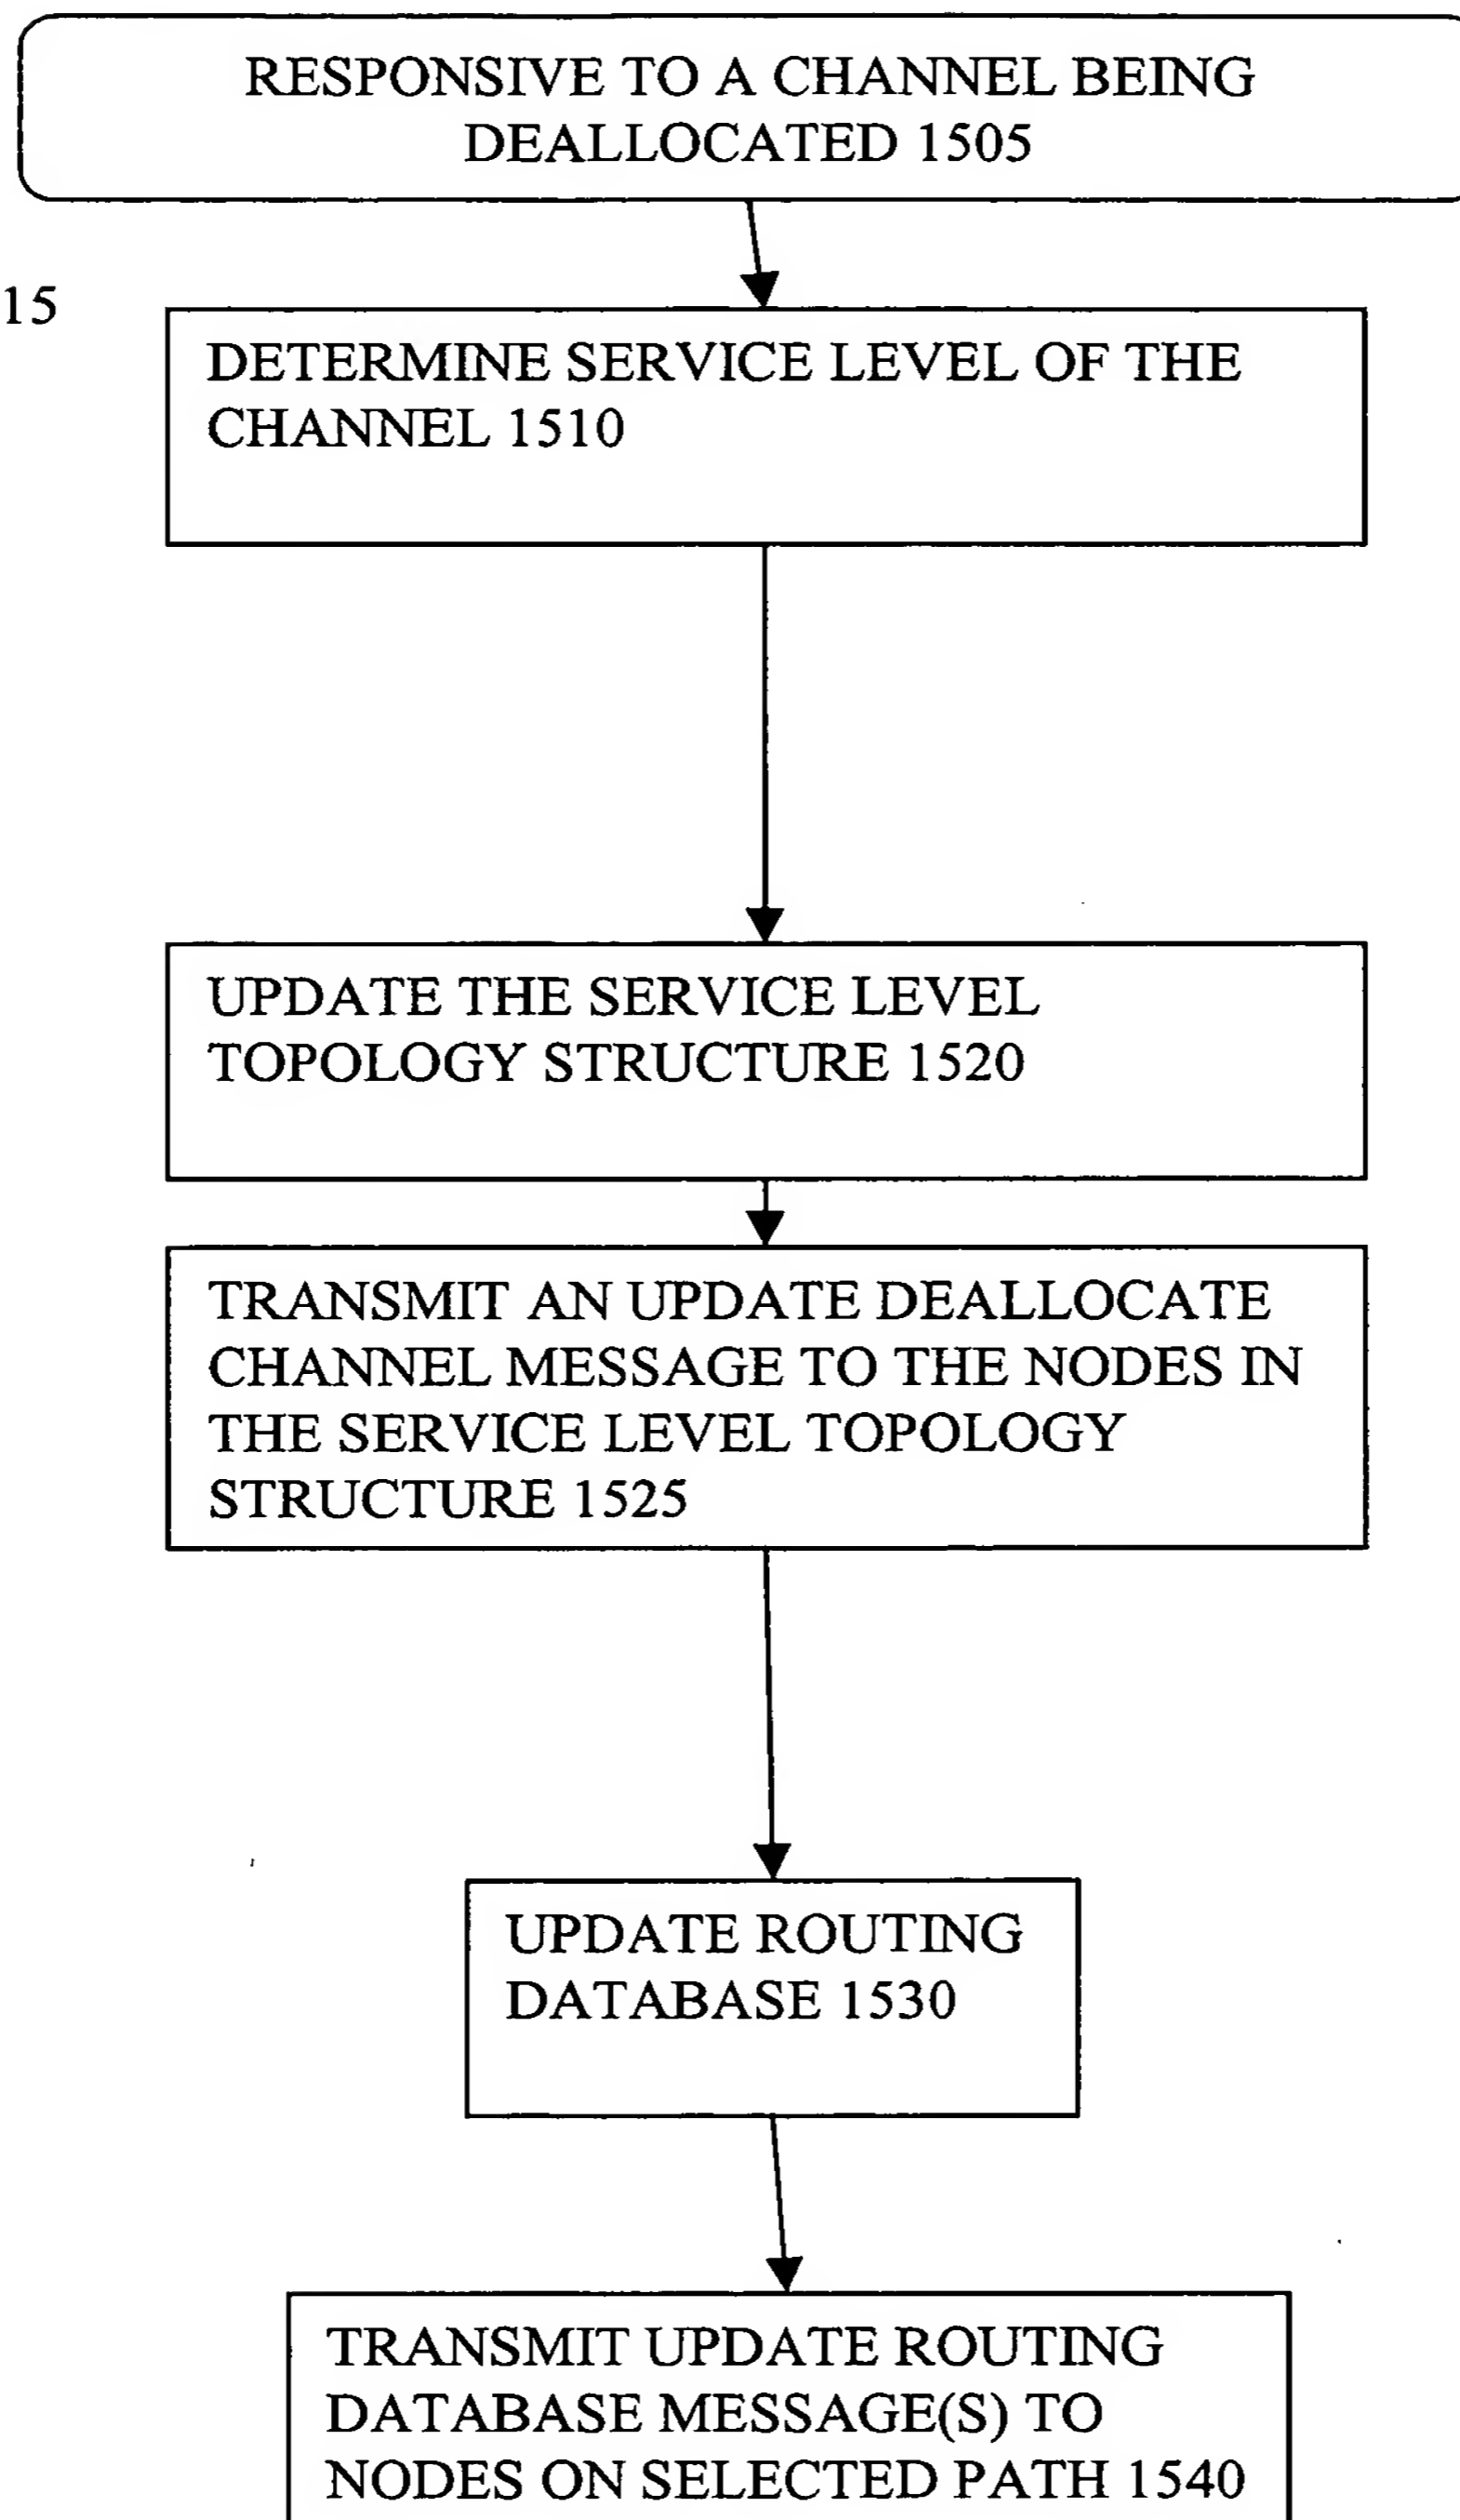 RESPONSIVE TO A CHANNEL BEING
DEALLOCATED 1505
15
DETERMINE SERVICE LEVEL OF THE
CHANNEL 1510
UPDATE THE SERVICE LEVEL
TOPOLOGY STRUCTURE 1520
TRANSMIT AN UPDATE DEALLOCATE
CHANNEL MESSAGE TO THE NODES IN
THE SERVICE LEVEL TOPOLOGY
STRUCTURE 1525
UPDATE ROUTING
DATABASE 1530
TRANSMIT UPDATE ROUTING
DATABASE MESSAGE(S) TO
NODES ON SELECTED PATH 1540